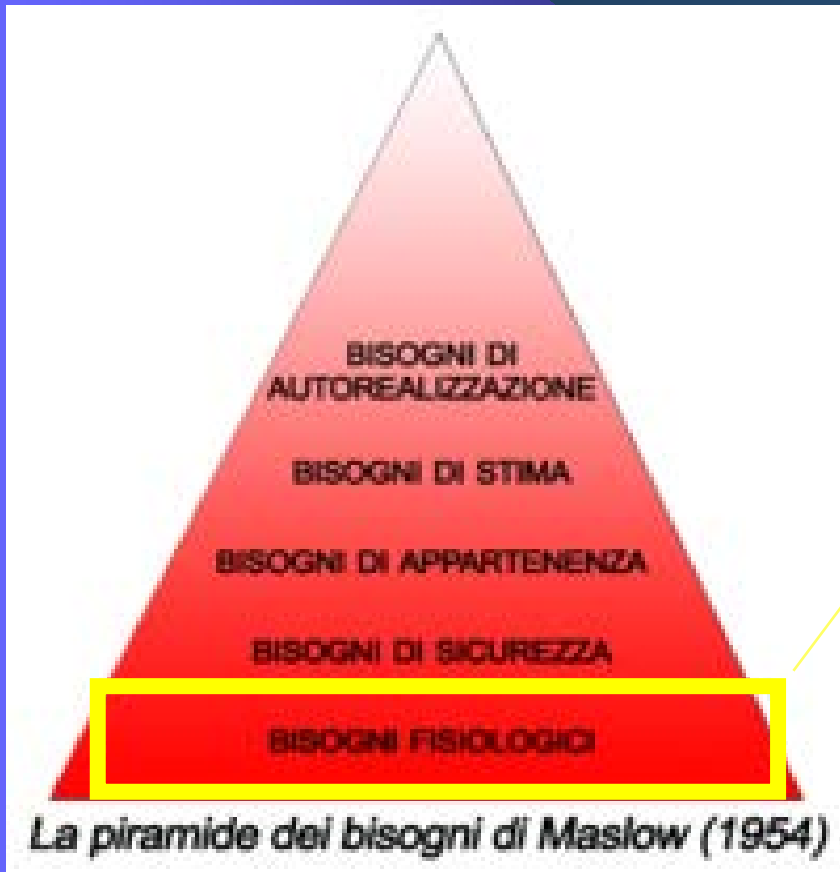 BISOGNI DI
AUTOREALIZZAZIONE
BISOGNI DI STIMA
BISOGNI DI APPARTENENZA
BISOGNI DI SICUREZZA
BISOGNI FISIOLOGICI
La piramide dei bisogni di Maslow (1954)